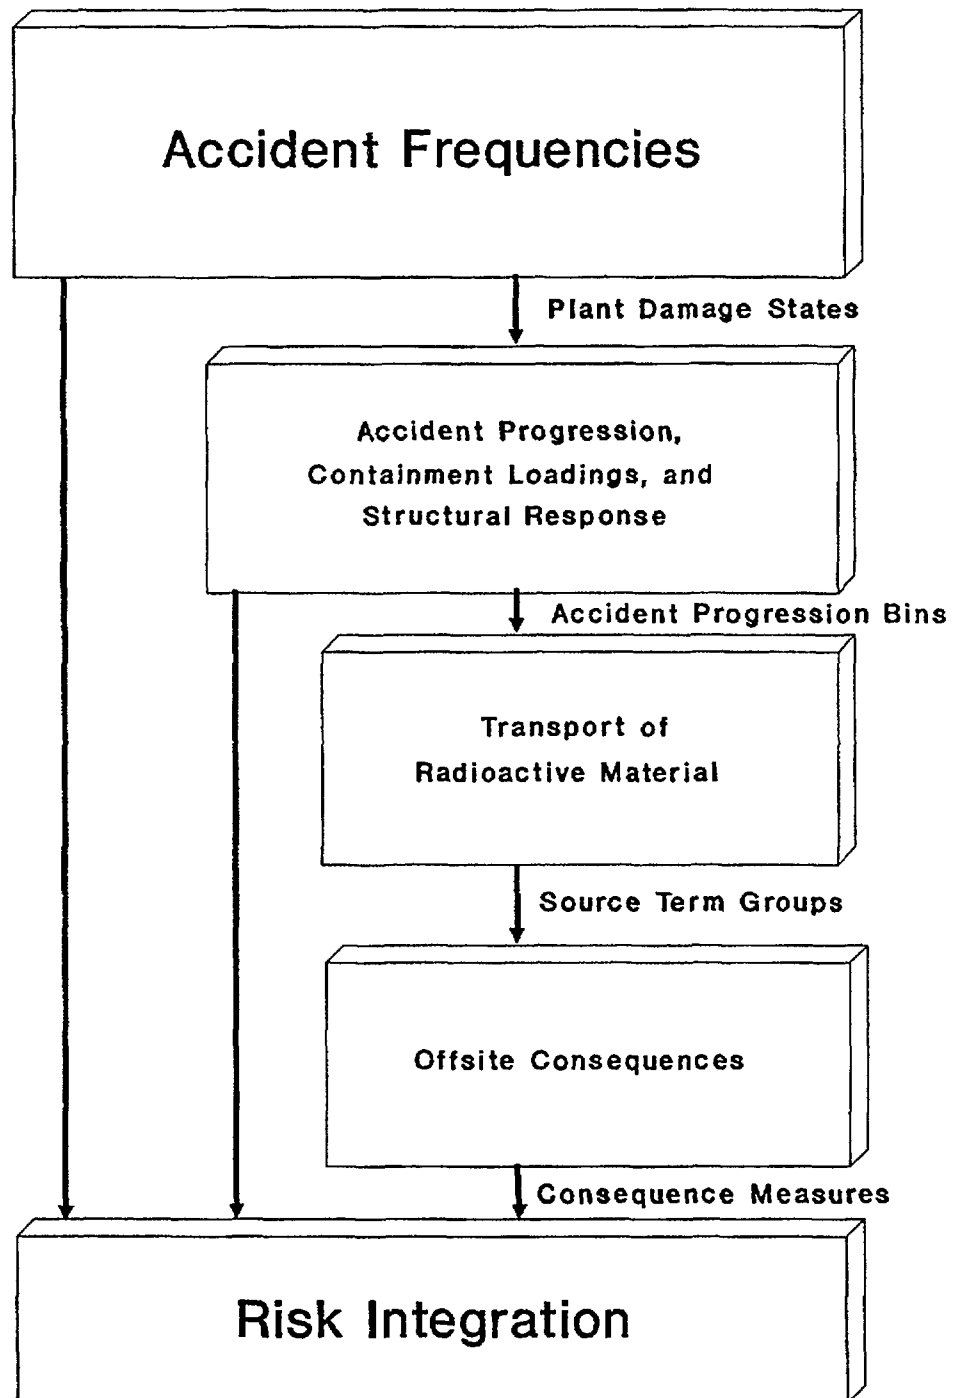 Accident Frequencies
Plant Damage States
Accident Progression,
Containment Loadings, and
Structural Response
Accident Progression Bins
Transport of
Radioactive Material
Source Term Groups
Offsite Consequences
Consequence Measures
Risk Integration